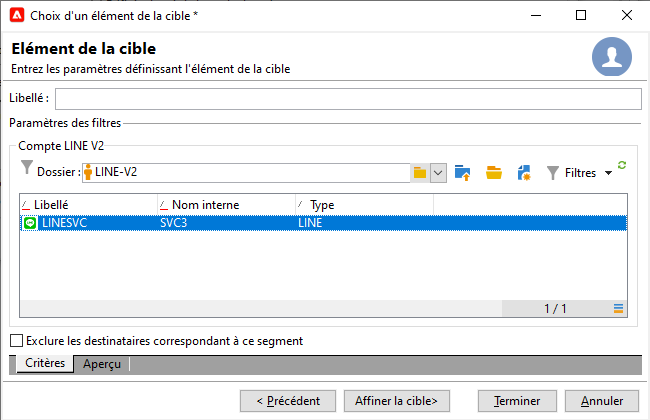 Choix d'un élément de la cible *
Elément de la cible
Entrez les paramètres définissant l'élément de la cible
Libellé :
Paramètres des filtres
Compte LINE V2
Dossier : LINE-V2 Filtres
Libellé Nom interne Type
LINESVC SVC3 LINE
1 / 1
Exclure les destinataires correspondant à ce segment
Critères Aperçu
< Précédent Affiner la cible> Terminer Annuler